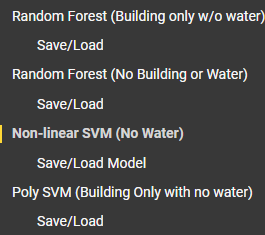 Random Forest (Building only w/o water)
Save/Load
Random Forest (No Building or Water)
Save/Load
Non-linear SVM (No Water)
Save/Load Model
Poly SVM (Building Only with no water)
Save/Load